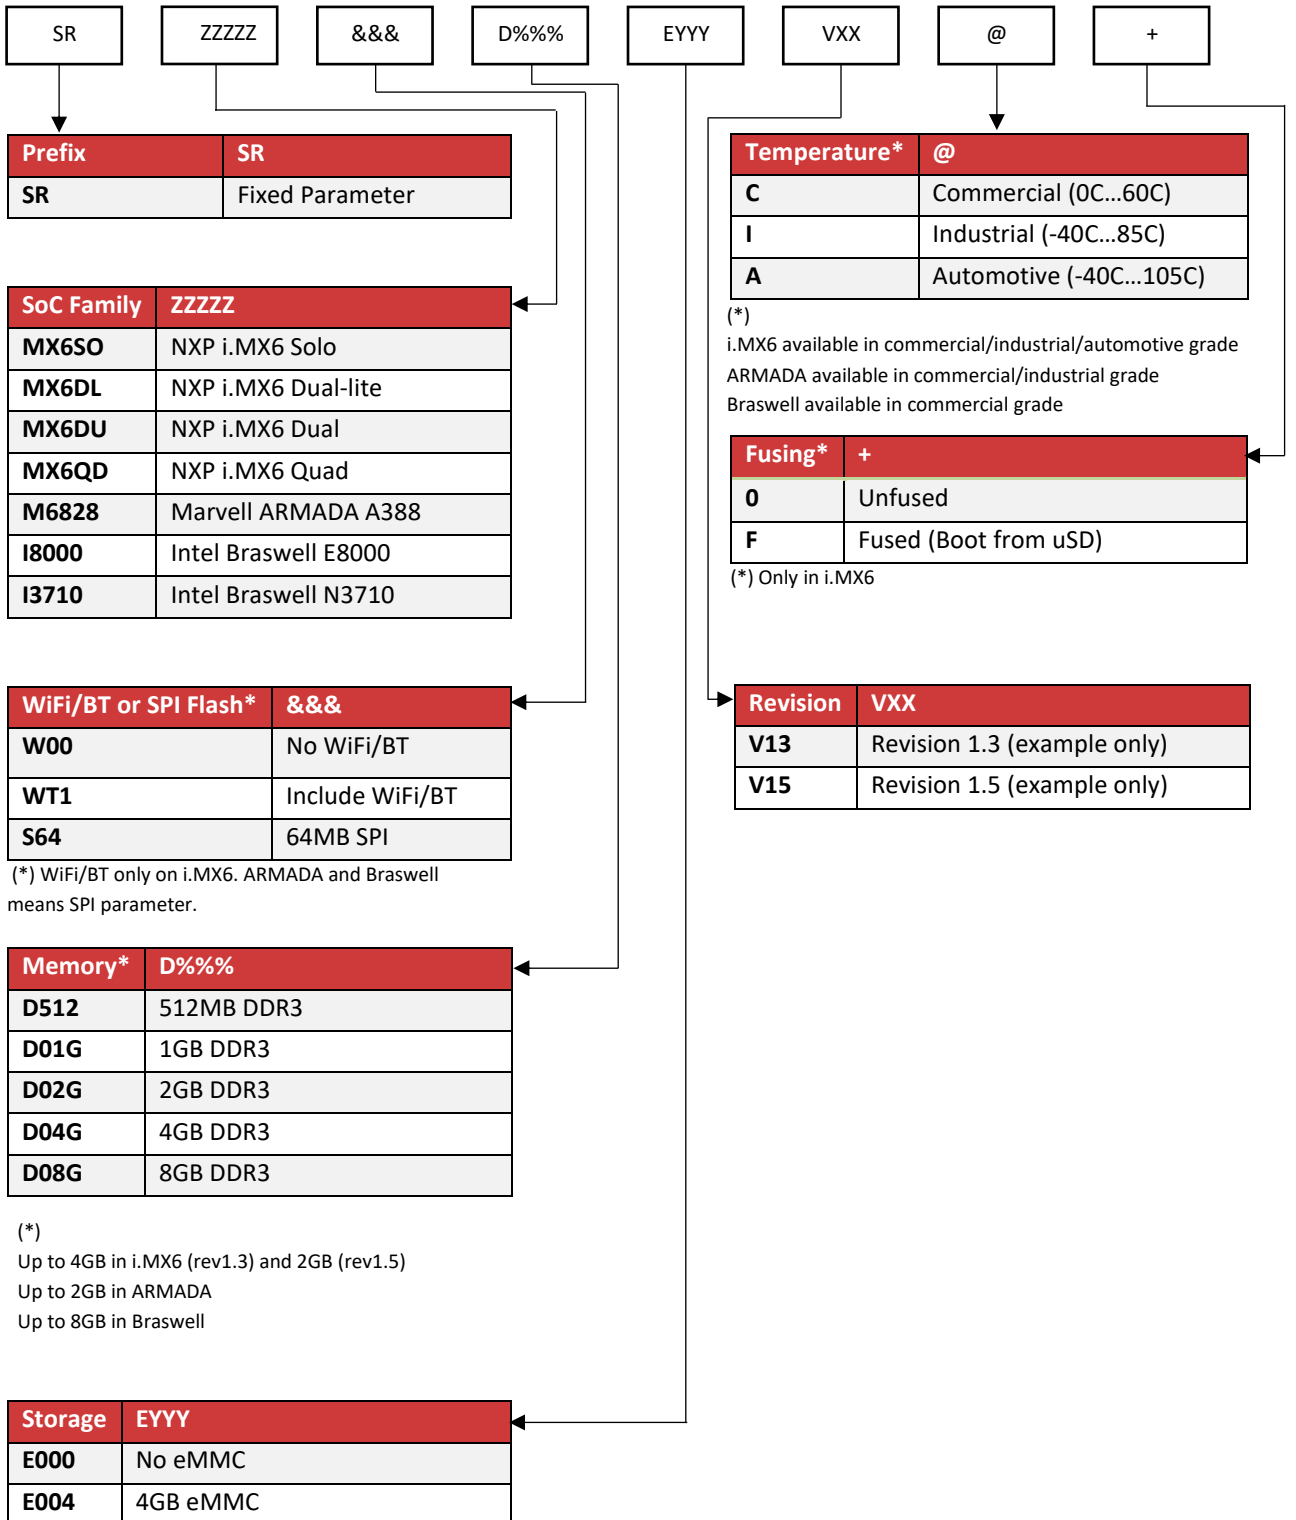 SR ZZZZZ &&& D%%% EYYY VXX @ +
Prefix SR
SR Fixed Parameter
SoC Family ZZZZZ
MX6SO NXP i.MX6 Solo
MX6DL NXP i.MX6 Dual-lite
MX6DU NXP i.MX6 Dual
MX6QD NXP i.MX6 Quad
M6828 Marvell ARMADA A388
I8000 Intel Braswell E8000
I3710 Intel Braswell N3710
WiFi/BT or SPI Flash* &&&
W00 No WiFi/BT
WT1 Include WiFi/BT
S64 64MB SPI
(*) WiFi/BT only on i.MX6. ARMADA and Braswell
means SPI parameter.
Memory* D%%%
D512 512MB DDR3
D01G 1GB DDR3
D02G 2GB DDR3
D04G 4GB DDR3
D08G 8GB DDR3
(*)
Up to 4GB in i.MX6 (rev1.3) and 2GB (rev1.5)
Up to 2GB in ARMADA
Up to 8GB in Braswell
Storage EYYY
E000 No eMMC
E004 4GB eMMC
Temperature* @
C Commercial (0C...60C)
I Industrial (-40C...85C)
A Automotive (-40C...105C)
(*)
i.MX6 available in commercial/industrial/automotive grade
ARMADA available in commercial/industrial grade
Braswell available in commercial grade
Fusing* +
0 Unfused
F Fused (Boot from uSD)
(*) Only in i.MX6
Revision VXX
V13 Revision 1.3 (example only)
V15 Revision 1.5 (example only)